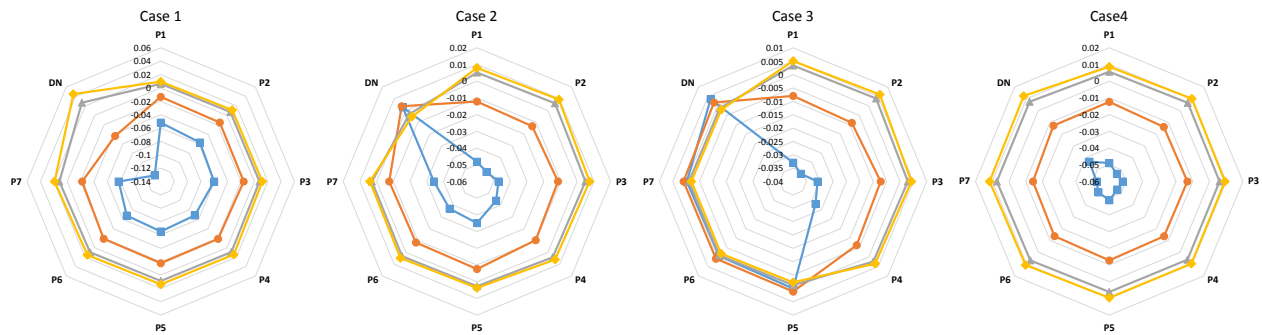 Case 1
P1
0.06
0.04
0.02
0
-0.02
-0.04
-0.06
-0.08
-0.1
-0.12
-0.14
P2
P3
P4
P5
P6
P7
DN
Case 2
P1
0.02
0.01
0
-0.01
-0.02
-0.03
-0.04
-0.05
-0.06
P2
P3
P4
P5
P6
P7
DN
Case 3
P1
0.01
0.005
0
-0.005
-0.01
-0.015
-0.02
-0.025
-0.03
-0.035
-0.04
P2
P3
P4
P5
P6
P7
DN
Case4
P1
0.02
0.01
0
-0.01
-0.02
-0.03
-0.04
-0.05
-0.06
P2
P3
P4
P5
P6
P7
DN